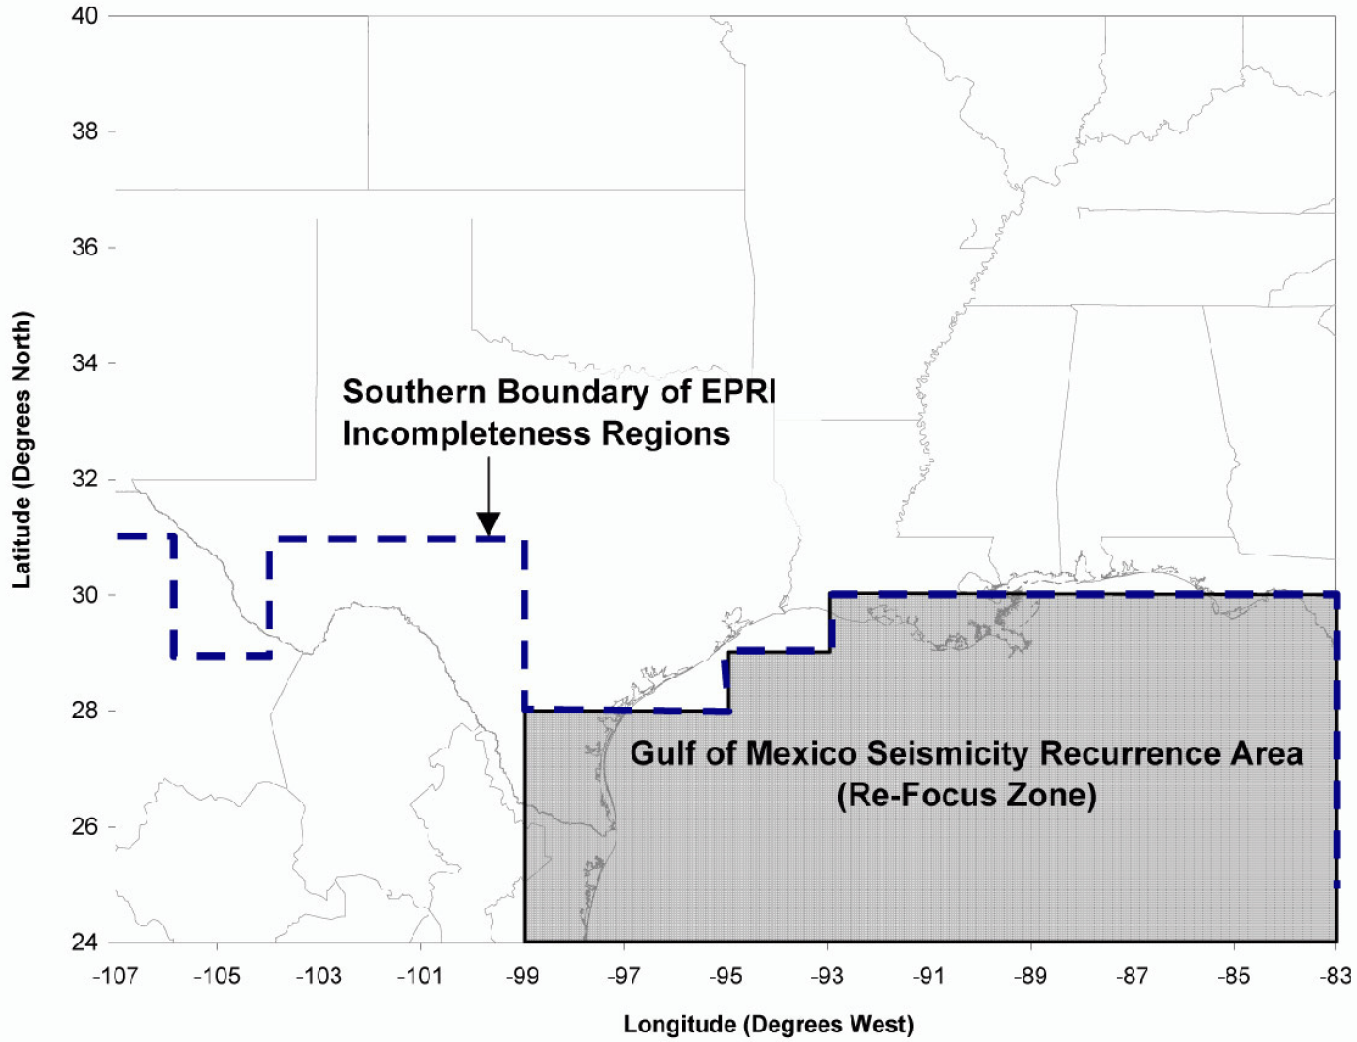 40
38
36
34
32
30
28
26
24
Latitude (Degrees North)
Southern Boundary of EPRI
Incompleteness Regions
Gulf of Mexico Seismicity Recurrence Area
(Re-Focus Zone)
-107 -105 -103 -101 -99 -97 -95 -93 -91 -89 -87 -85 -83
Longitude (Degrees West)